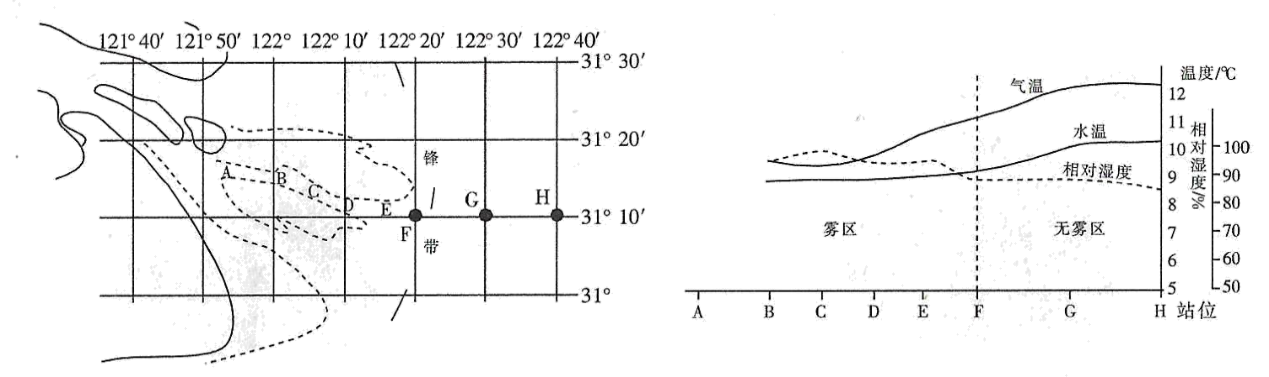 121° 40′ 121° 50′ 122° 122° 10′ 122° 20′ 122° 30′ 122° 40′
31° 30′
31° 20′
31° 10′
31°
锋
带
A
B
C
D
E
F
G
H
气温
水温
相对湿度
雾区
无雾区
温度/℃
12
11
10
9
8
7
6
5
相对湿度/%
100
90
80
70
60
50
A B C D E F G H 站位